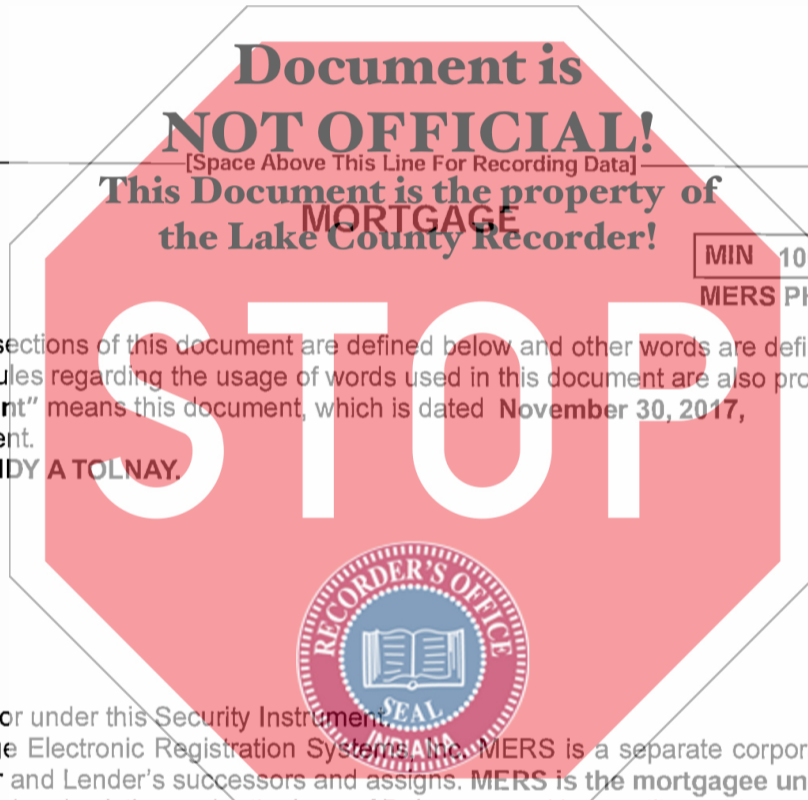 Document is
NOT OFFICIAL!
[Space Above This Line For Recording Data]
This Document is the property of
MORTGAGE
the Lake County Recorder!
MIN 10
MERS PH
STOP
sections of this document are defined below and other words are defi
ules regarding the usage of words used in this document are also pro
nt" means this document, which is dated November 30, 2017,
ent.
DY A TOLNAY.
RECORDER'S OFFICE
SEAL
INDIANA
or under this Security Instrument.
e Electronic Registration Systems, Inc. MERS is a separate corpor
and Lender's successors and assigns. MERS is the mortgagee un